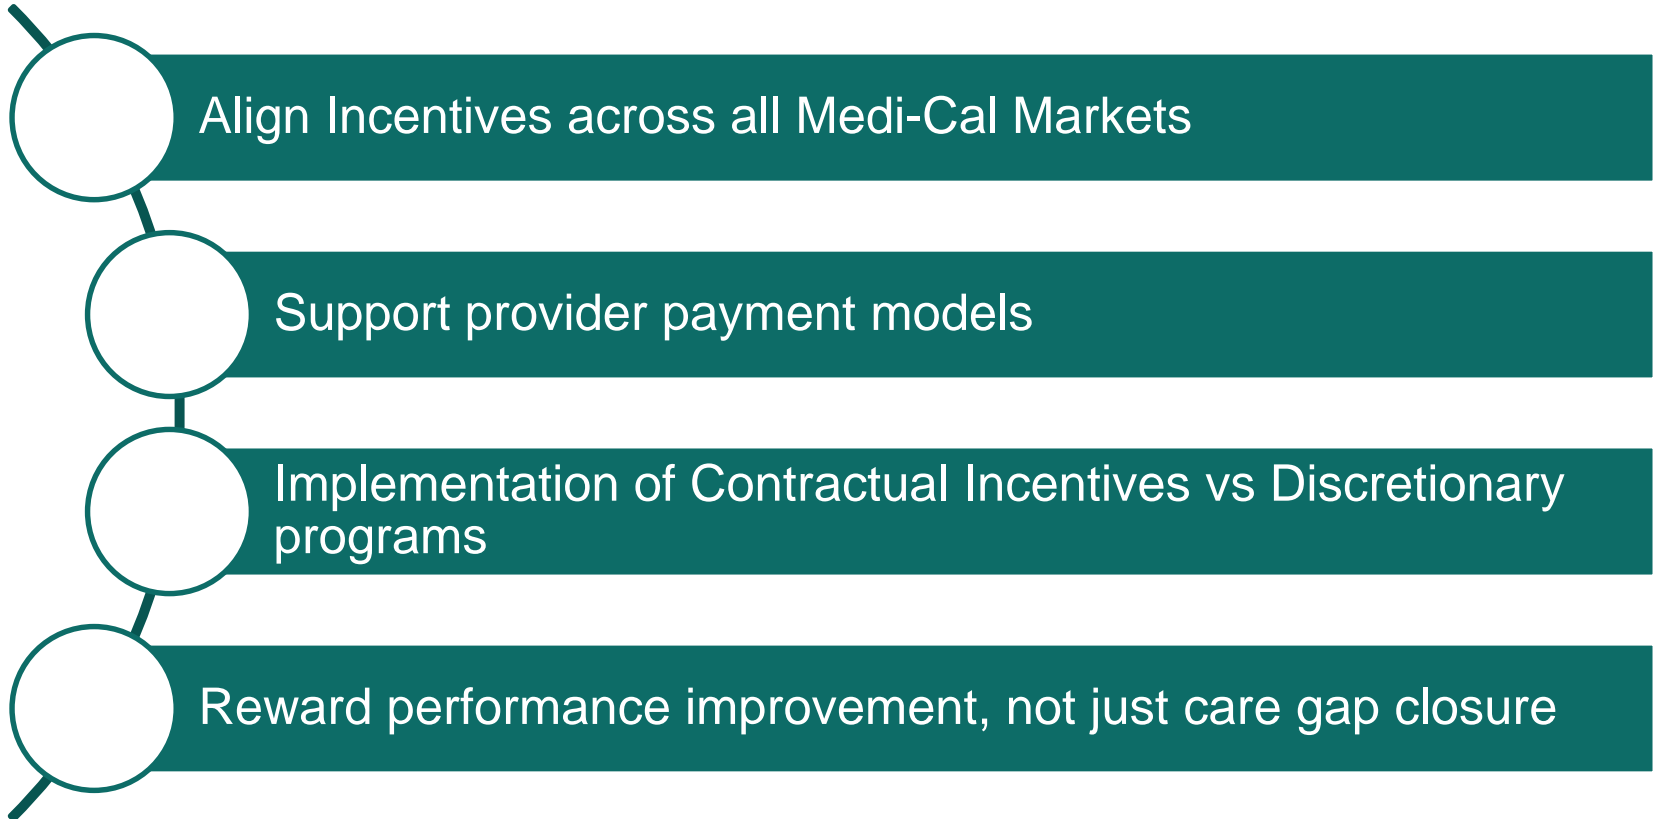 Align Incentives across all Medi-Cal Markets
Support provider payment models
Implementation of Contractual Incentives vs Discretionary
programs
Reward performance improvement, not just care gap closure